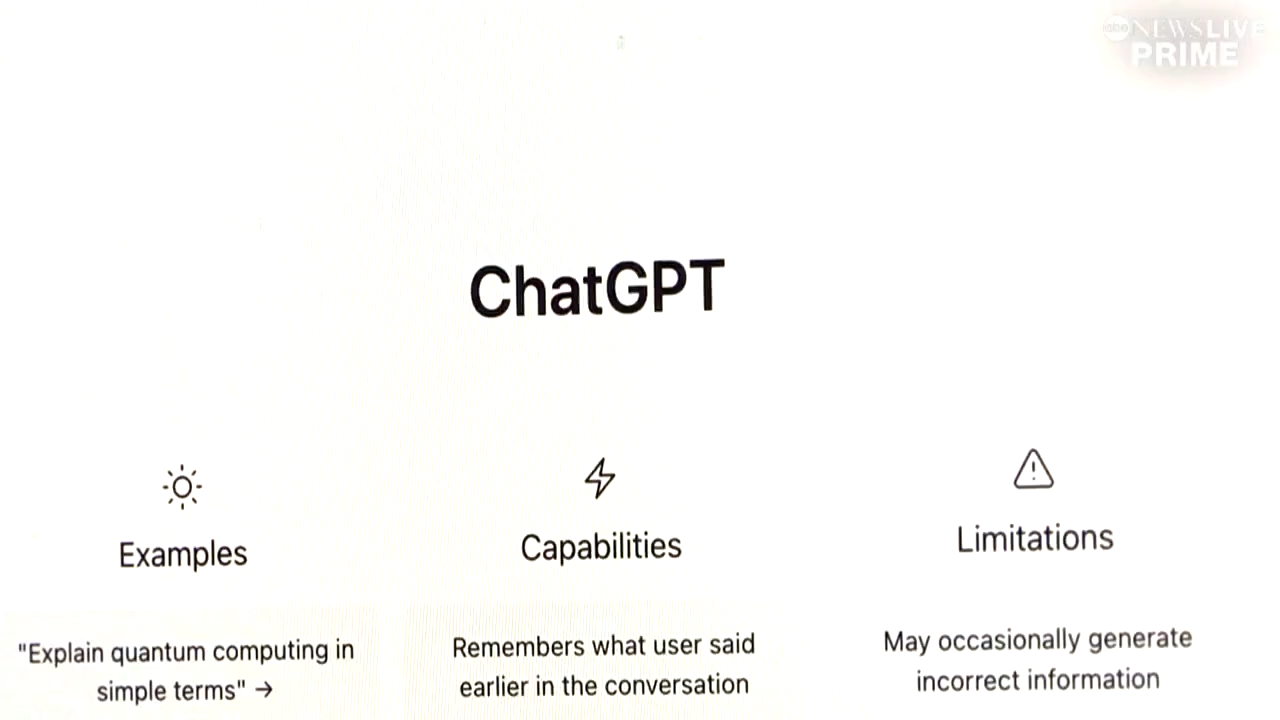 abc NEWS LIVE
PRIME
ChatGPT
Examples
Capabilities
Limitations
"Explain quantum computing in
simple terms" →
Remembers what user said
earlier in the conversation
May occasionally generate
incorrect information